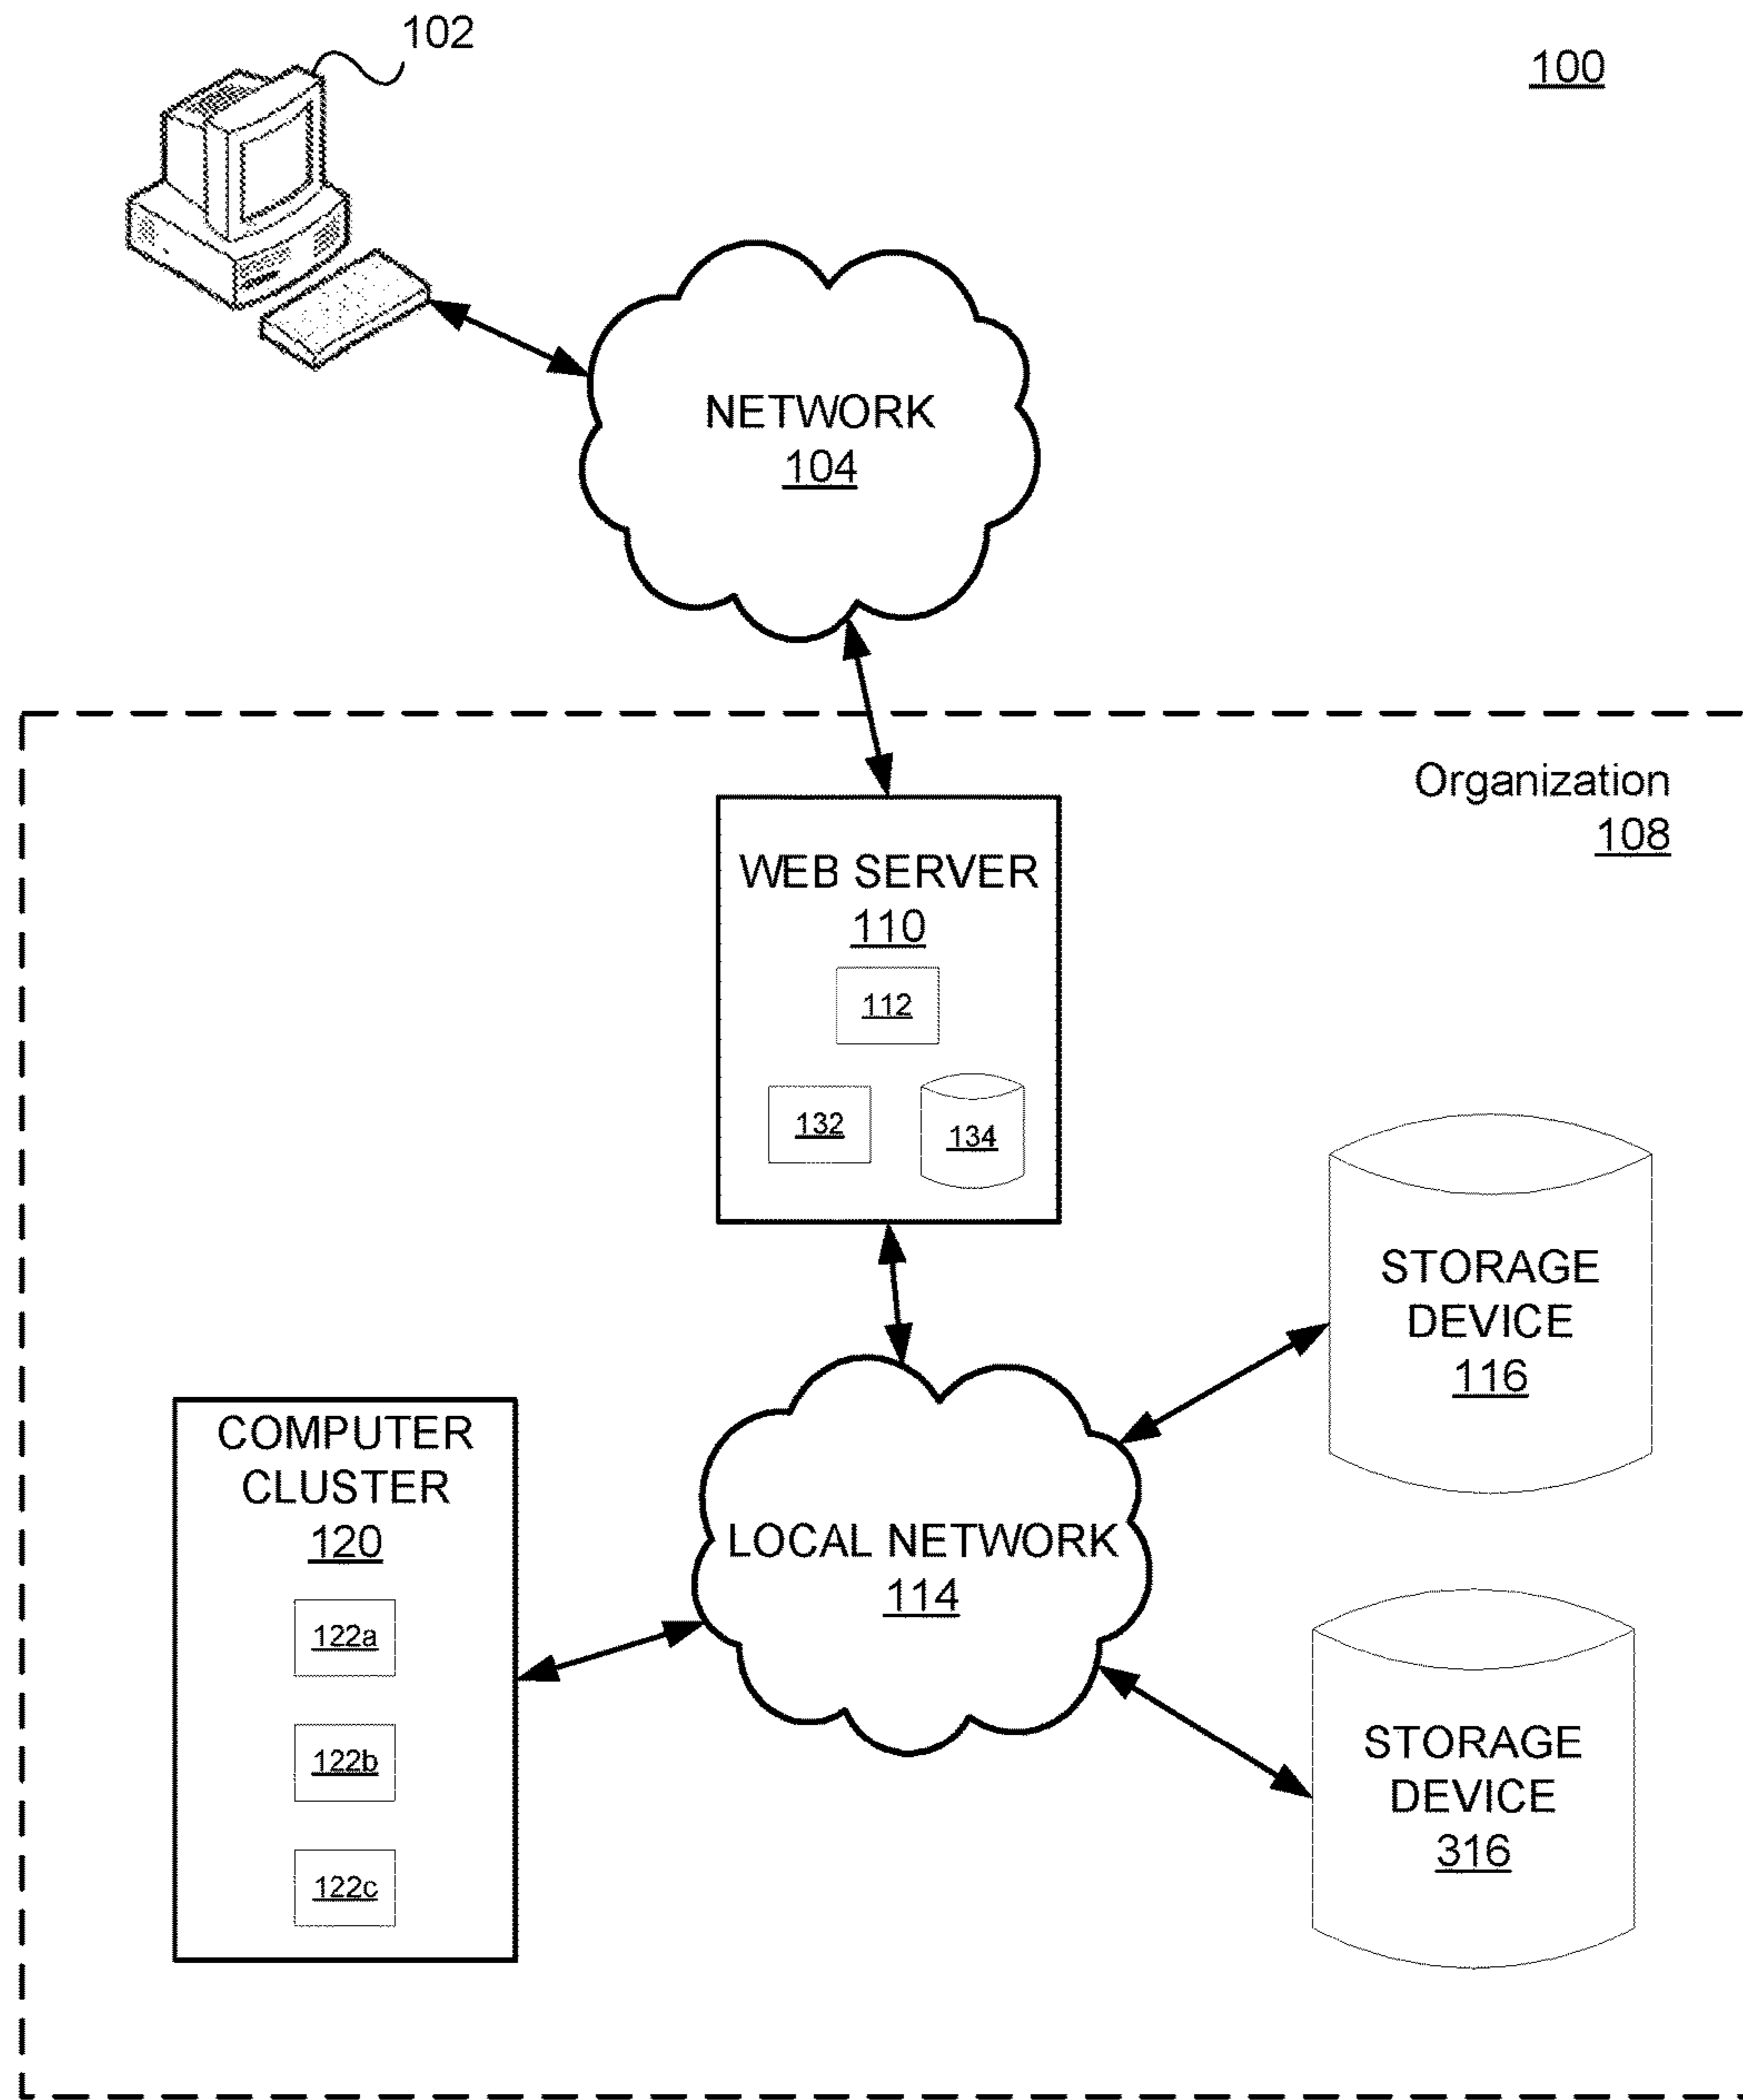 102
100
NETWORK
104
Organization
108
WEB SERVER
110
112
132
134
STORAGE
DEVICE
116
COMPUTER
CLUSTER
120
LOCAL NETWORK
114
122a
122b
122c
STORAGE
DEVICE
316